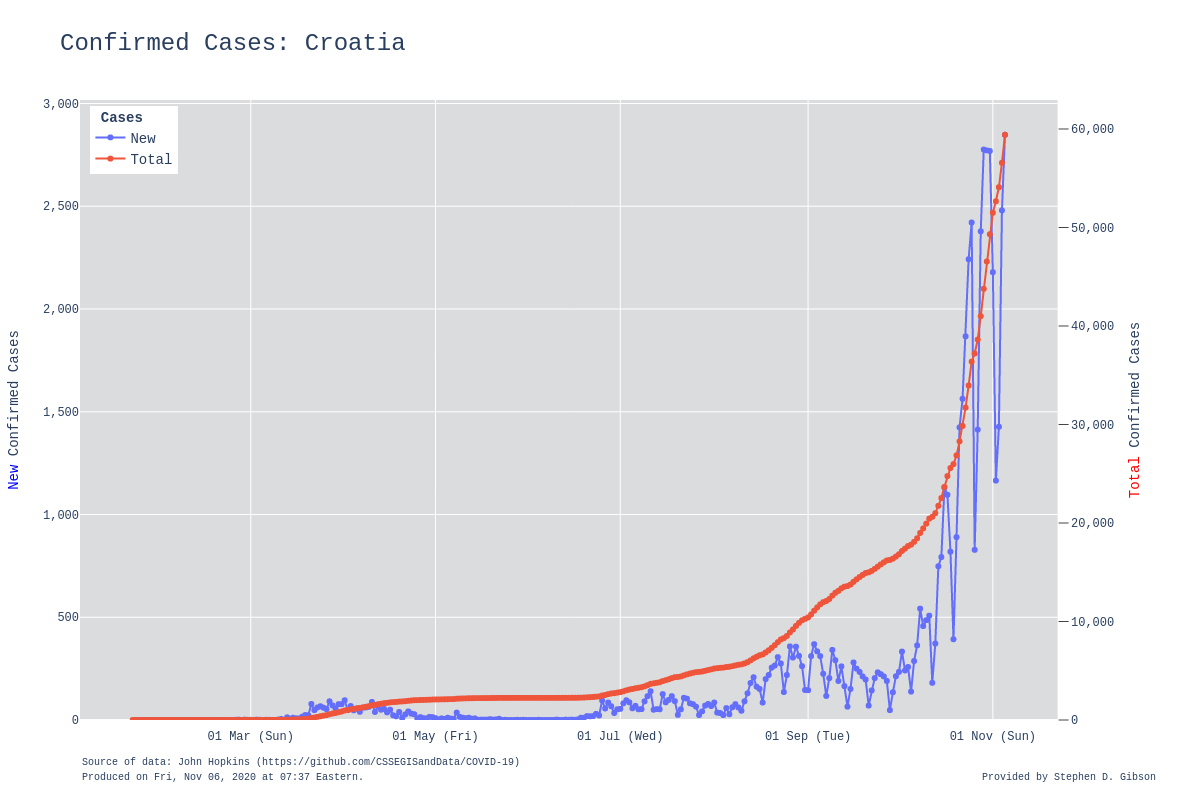 Confirmed Cases: Croatia
Cases
New
Total
3,000
2,500
2,000
1,500
1,000
500
0
60,000
50,000
40,000
30,000
20,000
10,000
0
New Confirmed Cases
Total Confirmed Cases
01 Mar (Sun) 01 May (Fri) 01 Jul (Wed) 01 Sep (Tue) 01 Nov (Sun)
Source of data: John Hopkins (https://github.com/CSSEGISandData/COVID-19)
Produced on Fri, Nov 06, 2020 at 07:37 Eastern.
Provided by Stephen D. Gibson